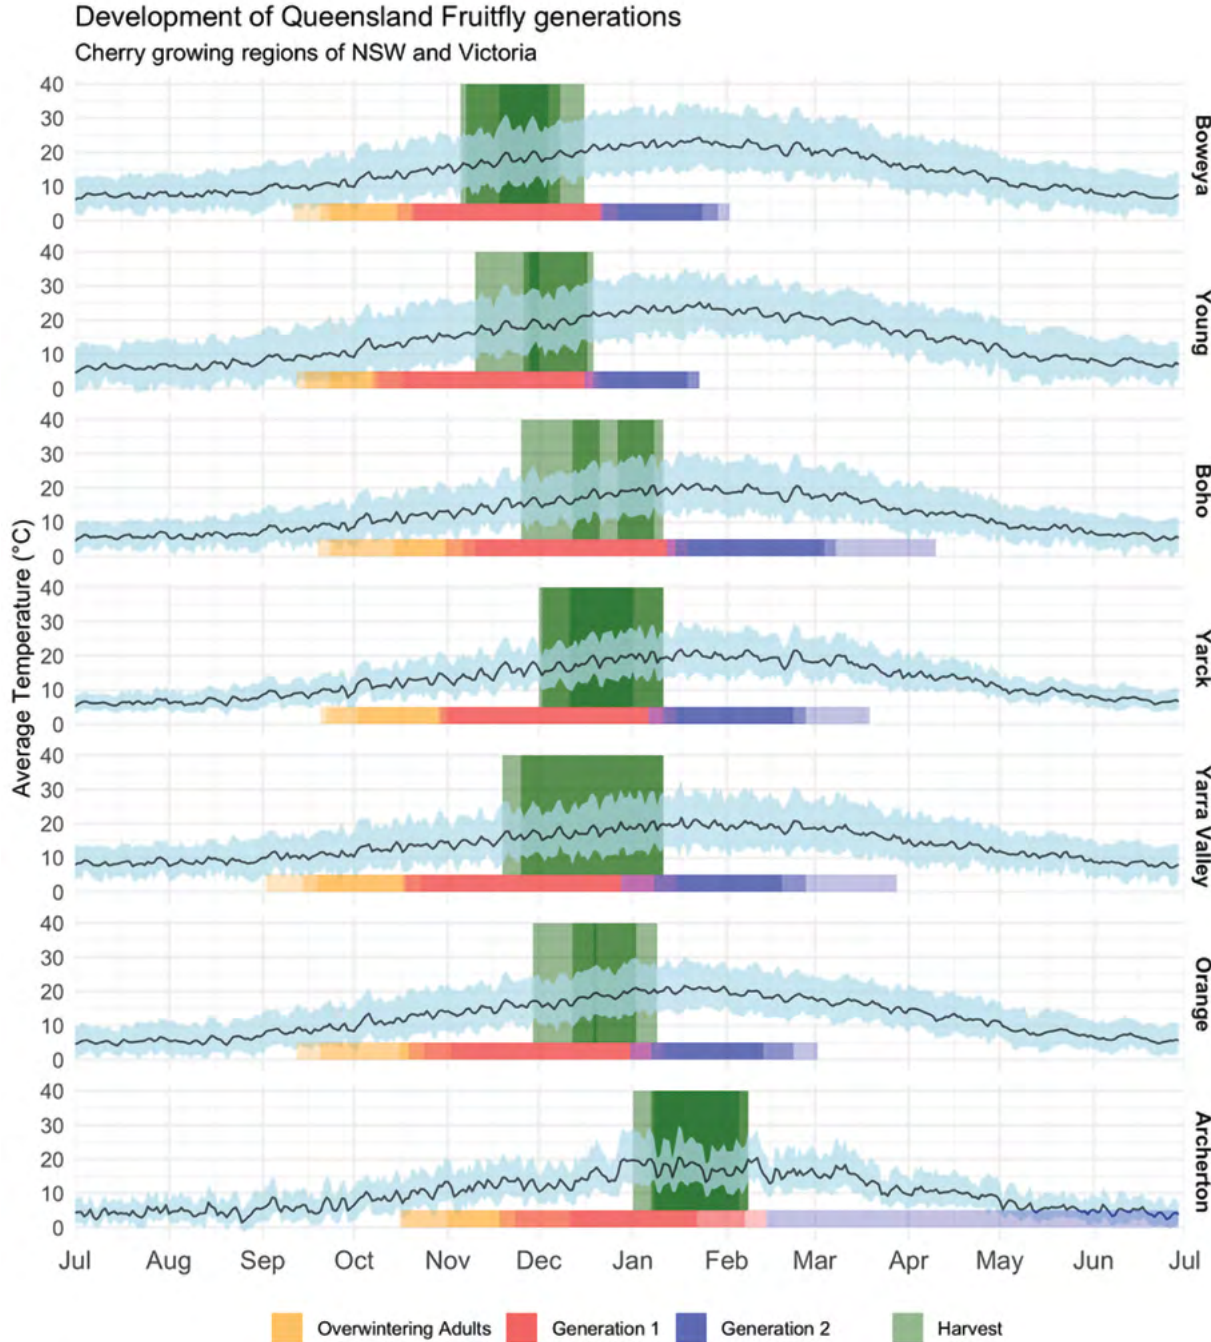 Development of Queensland Fruitfly generations
Cherry growing regions of NSW and Victoria
Average Temperature (°C)
40
30
20
10
0
Boweya
40
30
20
10
0
Young
40
30
20
10
0
Boho
40
30
20
10
0
Yarck
40
30
20
10
0
Yarra Valley
40
30
20
10
0
Orange
40
30
20
10
0
Archerton
Jul Aug Sep Oct Nov Dec Jan Feb Mar Apr May Jun Jul
Overwintering Adults Generation 1 Generation 2 Harvest